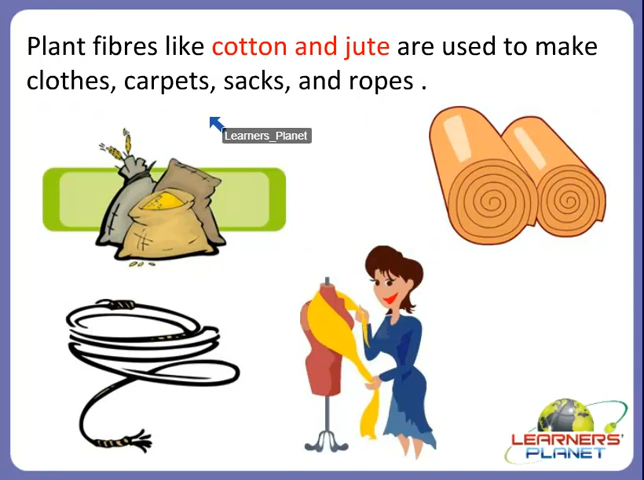 Plant fibres like cotton and jute are used to make
clothes, carpets, sacks, and ropes .
Learners_Planet
LEARNERS'
PLANET